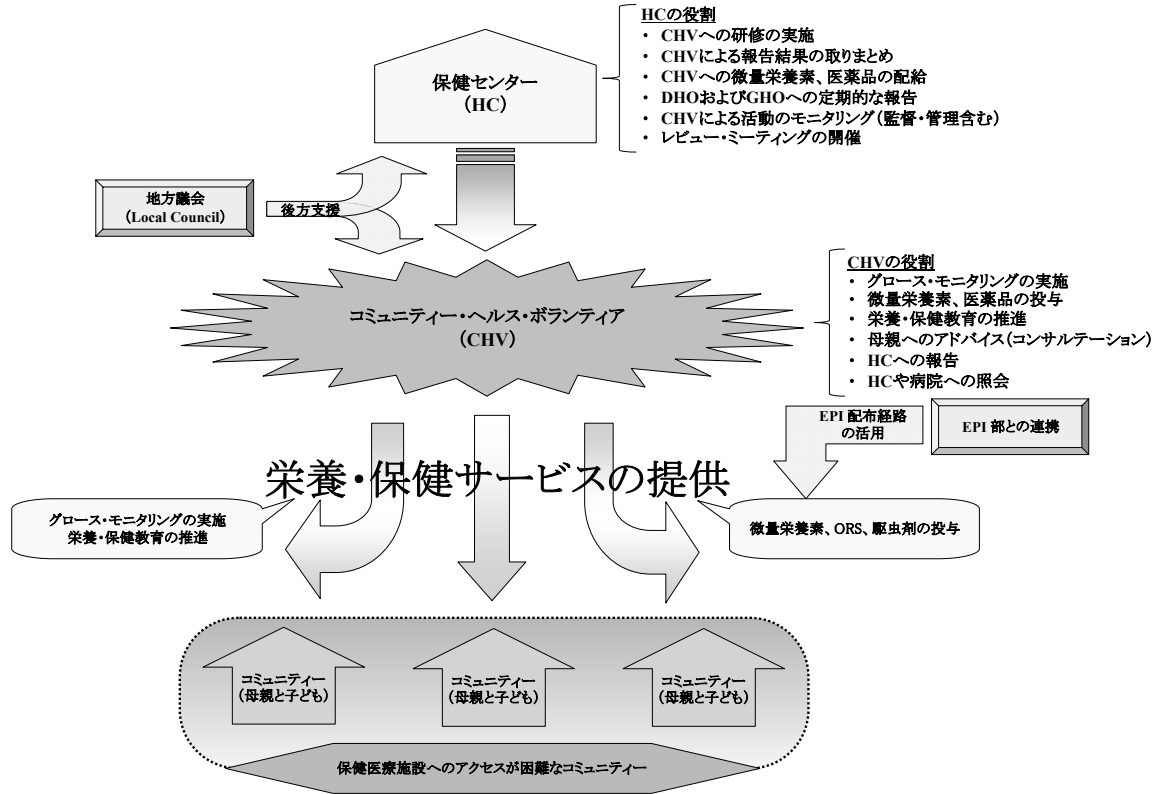 HCの役割
・ CHVへの研修の実施
・ CHVによる報告結果の取りまとめ
・ CHVへの微量栄養素、医薬品の配給
・ DHOおよびGHOへの定期的な報告
・ CHVによる活動のモニタリング(監督・管理含む)
・ レビュー・ミーティングの開催
保健センター
(HC)
地方議会
(Local Council)
後方支援
コミュニティー・ヘルス・ボランティア
(CHV)
CHVの役割
・ グロース・モニタリングの実施
・ 微量栄養素、医薬品の投与
・ 栄養・保健教育の推進
・ 母親へのアドバイス(コンサルテーション)
・ HCへの報告
・ HCや病院への照会
EPI 配布経路
の活用
EPI 部との連携
栄養・保健サービスの提供
グロース・モニタリングの実施
栄養・保健教育の推進
微量栄養素、ORS、駆虫剤の投与
コミュニティー
(母親と子ども)
コミュニティー
(母親と子ども)
コミュニティー
(母親と子ども)
保健医療施設へのアクセスが困難なコミュニティー